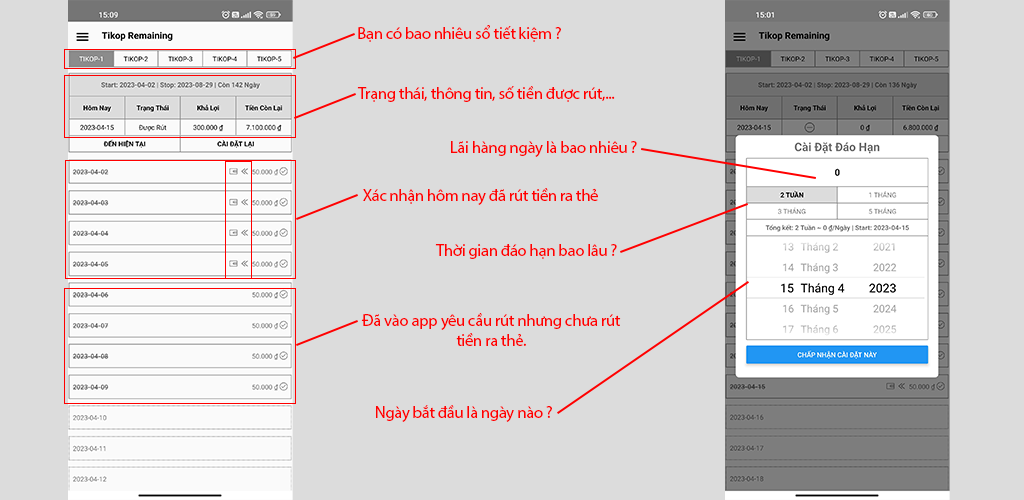 15:09
Tikop Remaining
TIKOP-1 TIKOP-2 TIKOP-3 TIKOP-4 TIKOP-5
Start: 2023-04-02 | Stop: 2023-08-29 | Còn 142 Ngày
Hôm Nay Trạng Thái Khả Lợi Tiền Còn Lại
2023-04-15 Được Rút 300.000 ₫ 7.100.000 ₫
ĐẾN HIỆN TẠI CÀI ĐẶT LẠI
2023-04-02 50.000 ₫
2023-04-03 50.000 ₫
2023-04-04 50.000 ₫
2023-04-05 50.000 ₫
2023-04-06 50.000 ₫
2023-04-07 50.000 ₫
2023-04-08 50.000 ₫
2023-04-09 50.000 ₫
2023-04-10
2023-04-11
2023-04-12
Bạn có bao nhiêu sổ tiết kiệm ?
Trạng thái, thông tin, số tiền được rút,...
Lãi hàng ngày là bao nhiêu ?
Xác nhận hôm nay đã rút tiền ra thẻ
Thời gian đáo hạn bao lâu ?
Đã vào app yêu cầu rút nhưng chưa rút
tiền ra thẻ.
Ngày bắt đầu là ngày nào ?
15:01
Tikop Remaining
TIKOP-1 TIKOP-2 TIKOP-3 TIKOP-4 TIKOP-5
Start: 2023-04-02 | Stop: 2023-08-29 | Còn 136 Ngày
Hôm Nay Trạng Thái Khả Lợi Tiền Còn Lại
2023-04-15 0 ₫ 6.800.000 ₫
Cài Đặt Đáo Hạn
0
2 TUẦN 1 THÁNG
3 THÁNG 5 THÁNG
Tổng kết: 2 Tuần ~ 0 ₫/Ngày | Start: 2023-04-15
13 Tháng 2 2021
14 Tháng 3 2022
15 Tháng 4 2023
16 Tháng 5 2024
17 Tháng 6 2025
CHẤP NHẬN CÀI ĐẶT NÀY
2023-04-15 50.000 ₫
2023-04-16
2023-04-17
2023-04-18